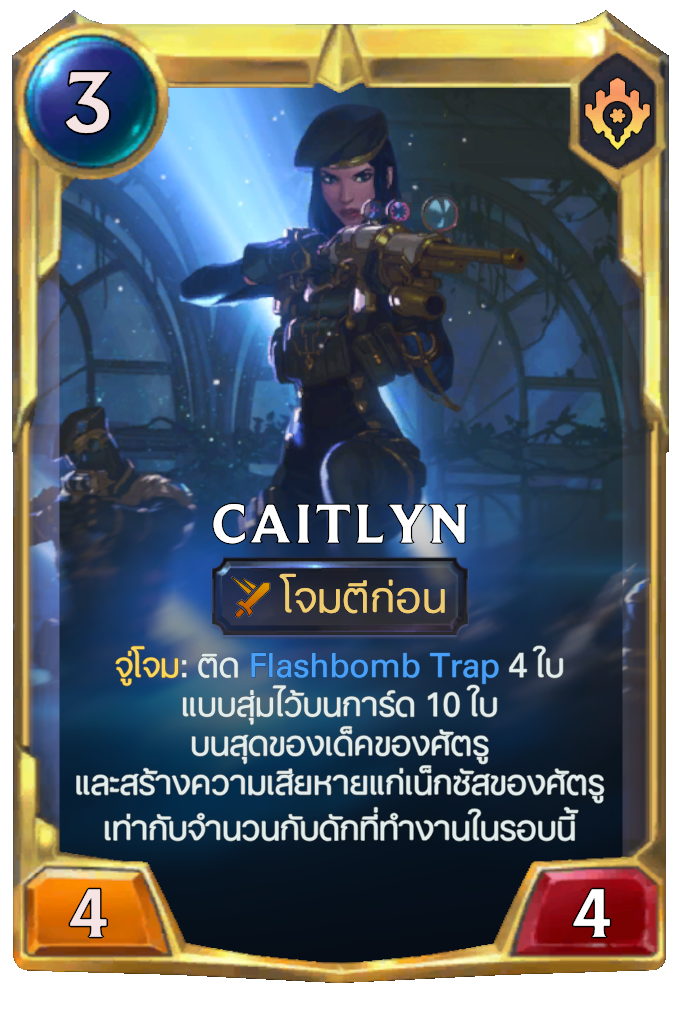 3
CAITLYN
โจมตีก่อน
จู่โจม: ติด Flashbomb Trap 4 ใบ
แบบสุ่มไว้บนการ์ด 10 ใบ
บนสุดของเด็คของศัตรู
และสร้างความเสียหายแก่เน็กซัสของศัตรู
เท่ากับจำนวนกับดักที่ทำงานในรอบนี้
4
4